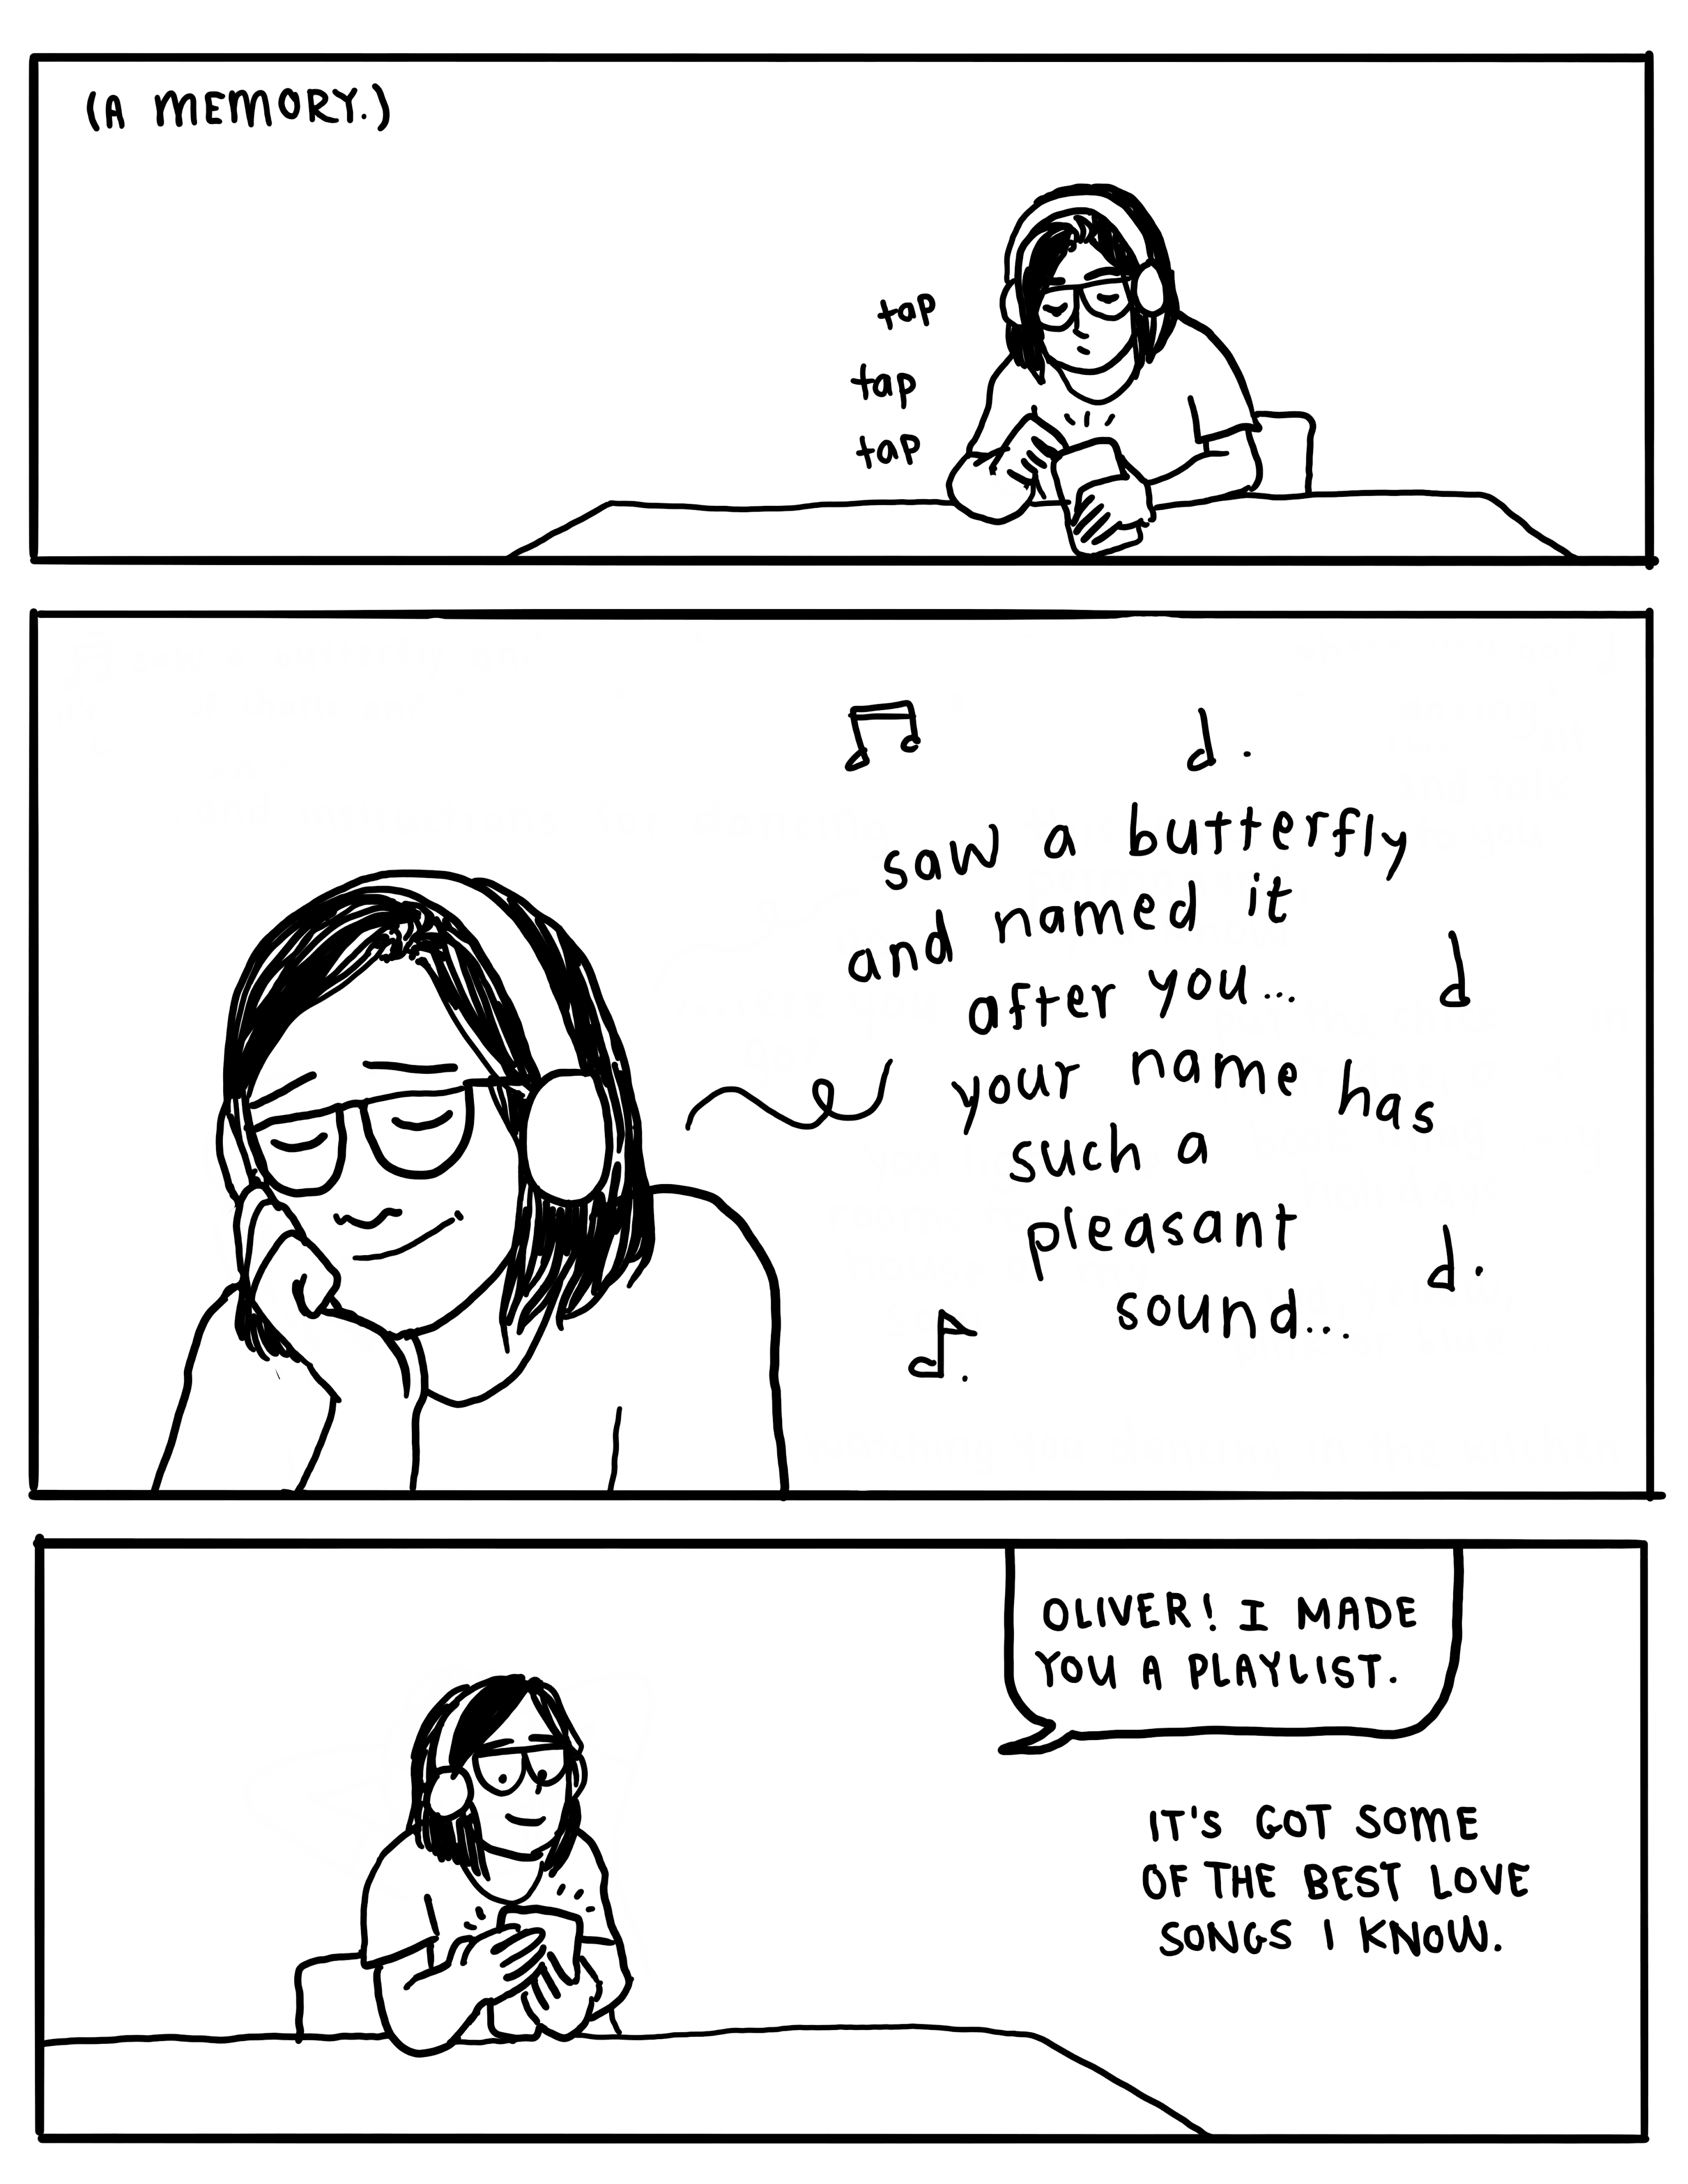 (A MEMORY.)
tap
tap
tap
saw a butterfly
and named it
after you...
your name has
such a
pleasant
sound...
OLIVER! I MADE
YOU A PLAYLIST.
IT'S GOT SOME
OF THE BEST LOVE
SONGS I KNOW.